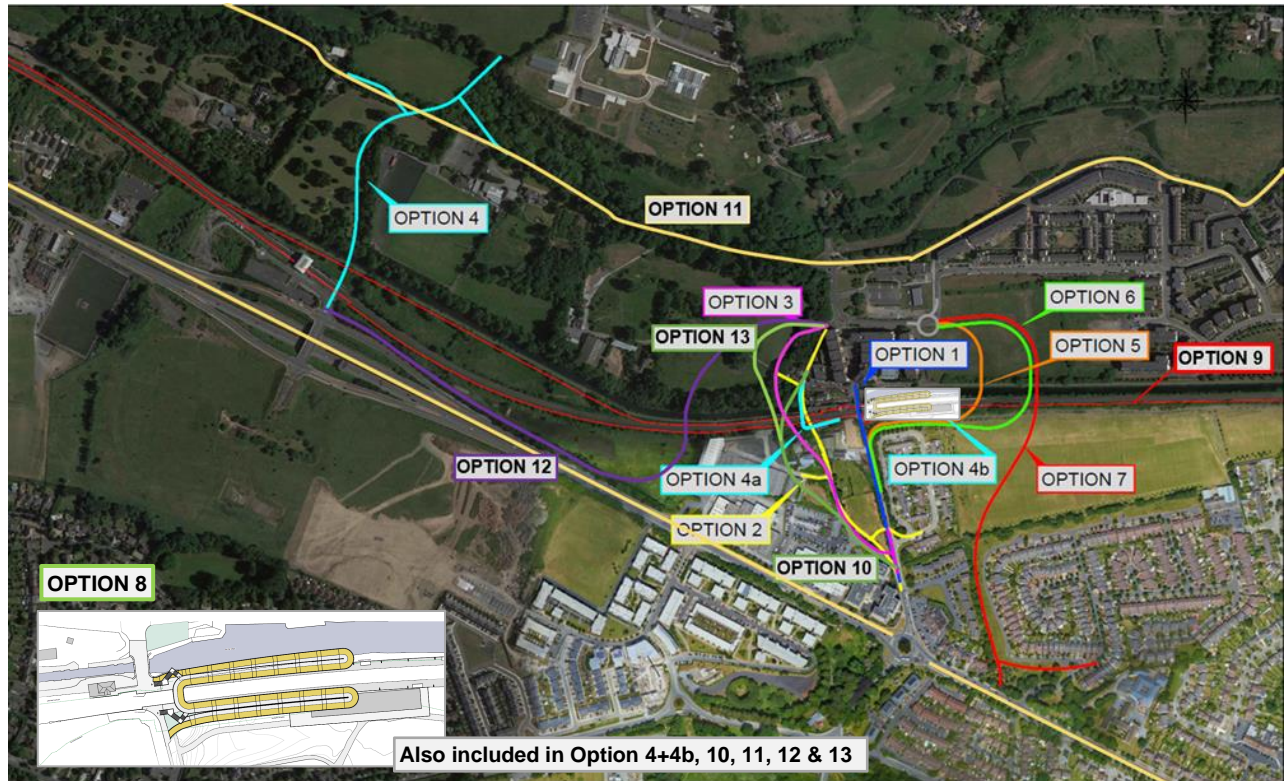 OPTION 11
OPTION 4
OPTION 3
OPTION 6
OPTION 13
OPTION 1
OPTION 5
OPTION 9
OPTION 12
OPTION 4a
OPTION 4b
OPTION 7
OPTION 2
OPTION 10
OPTION 8
Also included in Option 4+4b, 10, 11, 12 & 13